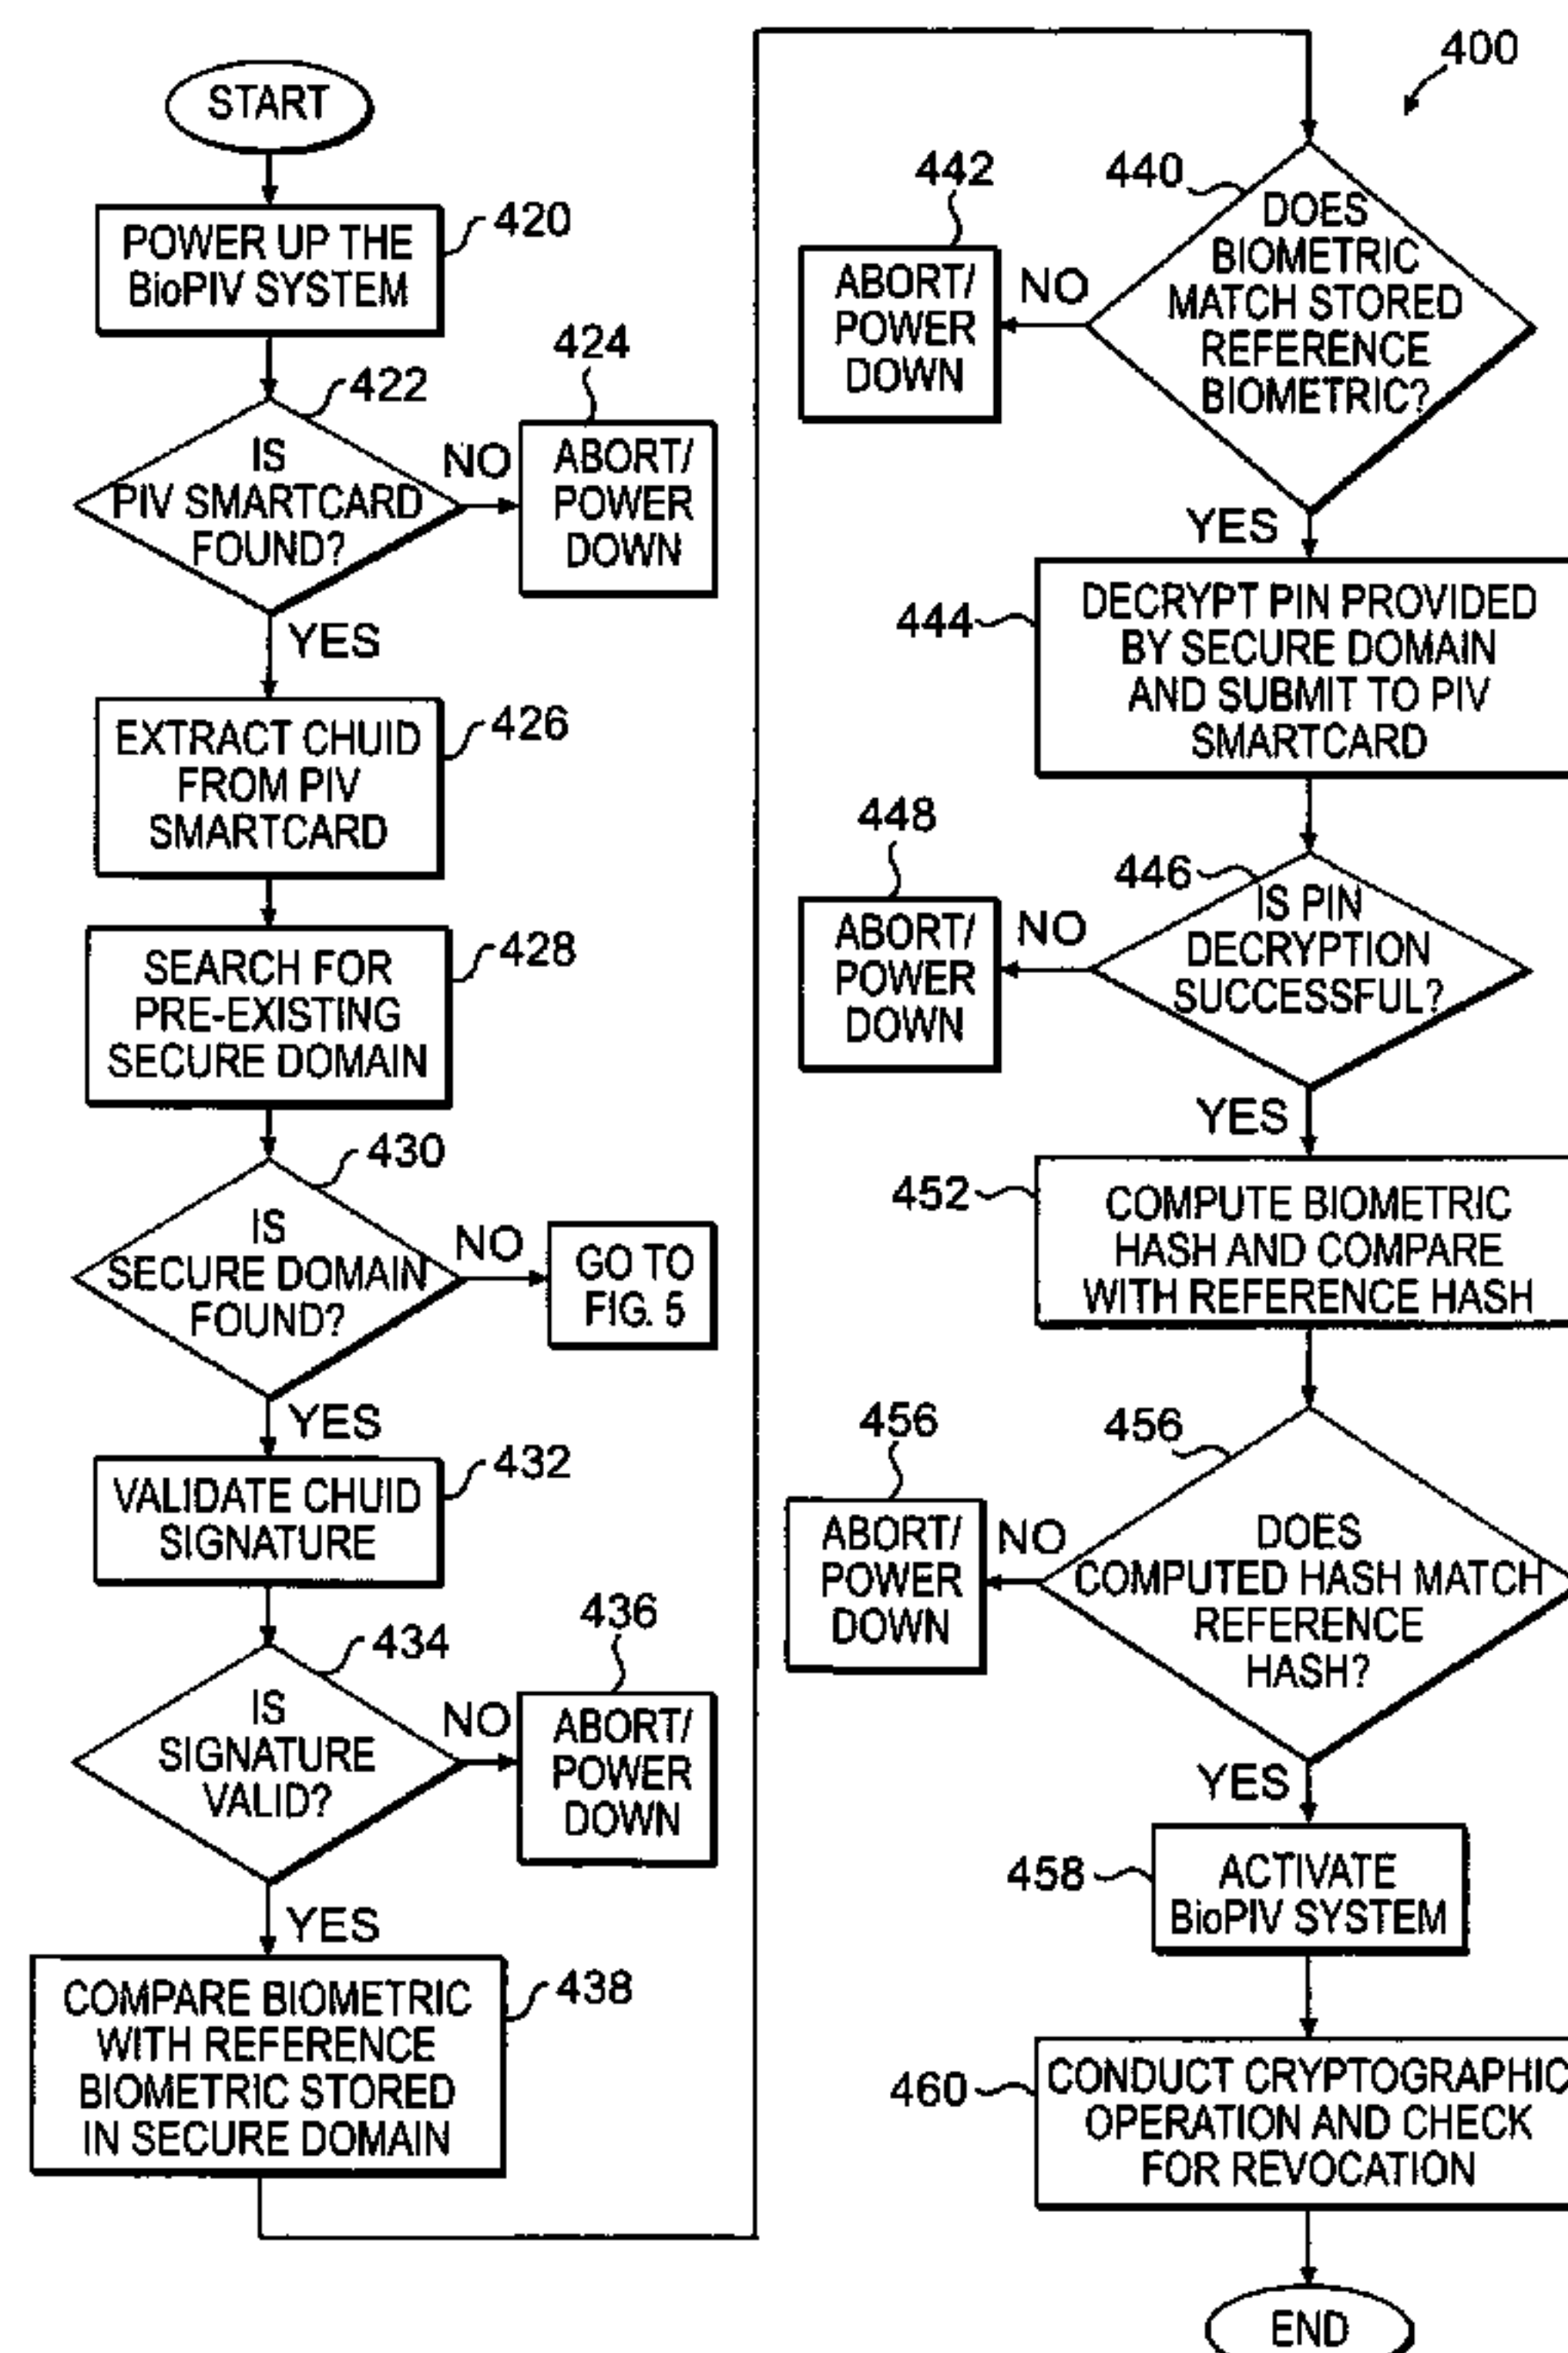 START
POWER UP THE
BioPIV SYSTEM
420
422
IS
PIV SMARTCARD
FOUND?
NO
424
ABORT/
POWER
DOWN
YES
EXTRACT CHUID
FROM PIV
SMARTCARD
426
SEARCH FOR
PRE-EXISTING
SECURE DOMAIN
428
430
IS
SECURE DOMAIN
FOUND?
NO
GO TO
FIG. 5
YES
VALIDATE CHUID
SIGNATURE
432
434
IS
SIGNATURE
VALID?
NO
436
ABORT/
POWER
DOWN
YES
COMPARE BIOMETRIC
WITH REFERENCE
BIOMETRIC STORED
IN SECURE DOMAIN
438
400
440
DOES
BIOMETRIC
MATCH STORED
REFERENCE
BIOMETRIC?
NO
442
ABORT/
POWER
DOWN
YES
444
DECRYPT PIN PROVIDED
BY SECURE DOMAIN
AND SUBMIT TO PIV
SMARTCARD
446
IS PIN
DECRYPTION
SUCCESSFUL?
NO
448
ABORT/
POWER
DOWN
YES
452
COMPUTE BIOMETRIC
HASH AND COMPARE
WITH REFERENCE HASH
456
DOES
COMPUTED HASH MATCH
REFERENCE
HASH?
NO
456
ABORT/
POWER
DOWN
YES
458
ACTIVATE
BioPIV SYSTEM
460
CONDUCT CRYPTOGRAPHIC
OPERATION AND CHECK
FOR REVOCATION
END